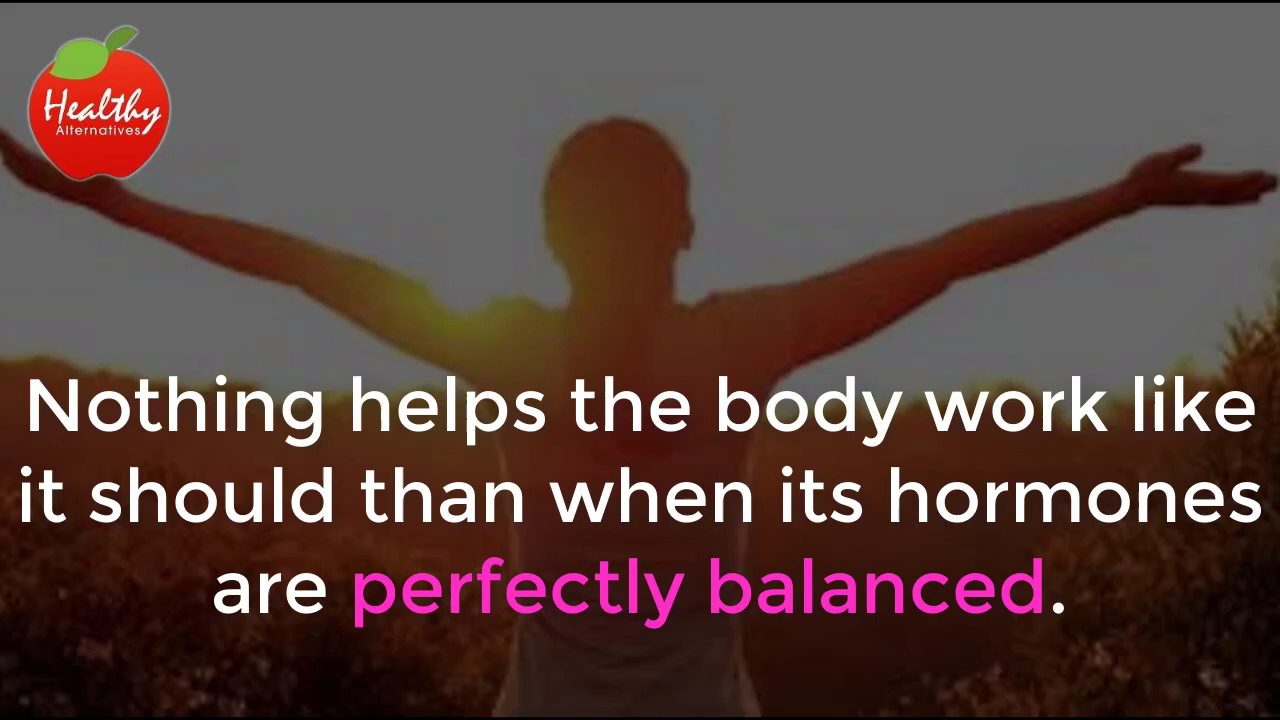 Healthy
Alternatives
Nothing helps the body work like
it should than when its hormones
are perfectly balanced.